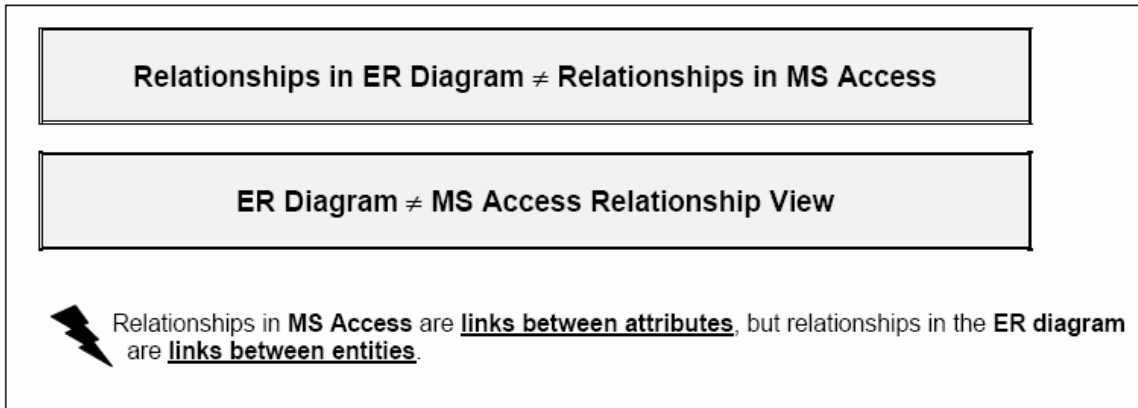 Relationships in ER Diagram ≠ Relationships in MS Access
ER Diagram ≠ MS Access Relationship View
Relationships in MS Access are links between attributes, but relationships in the ER diagram
are links between entities.